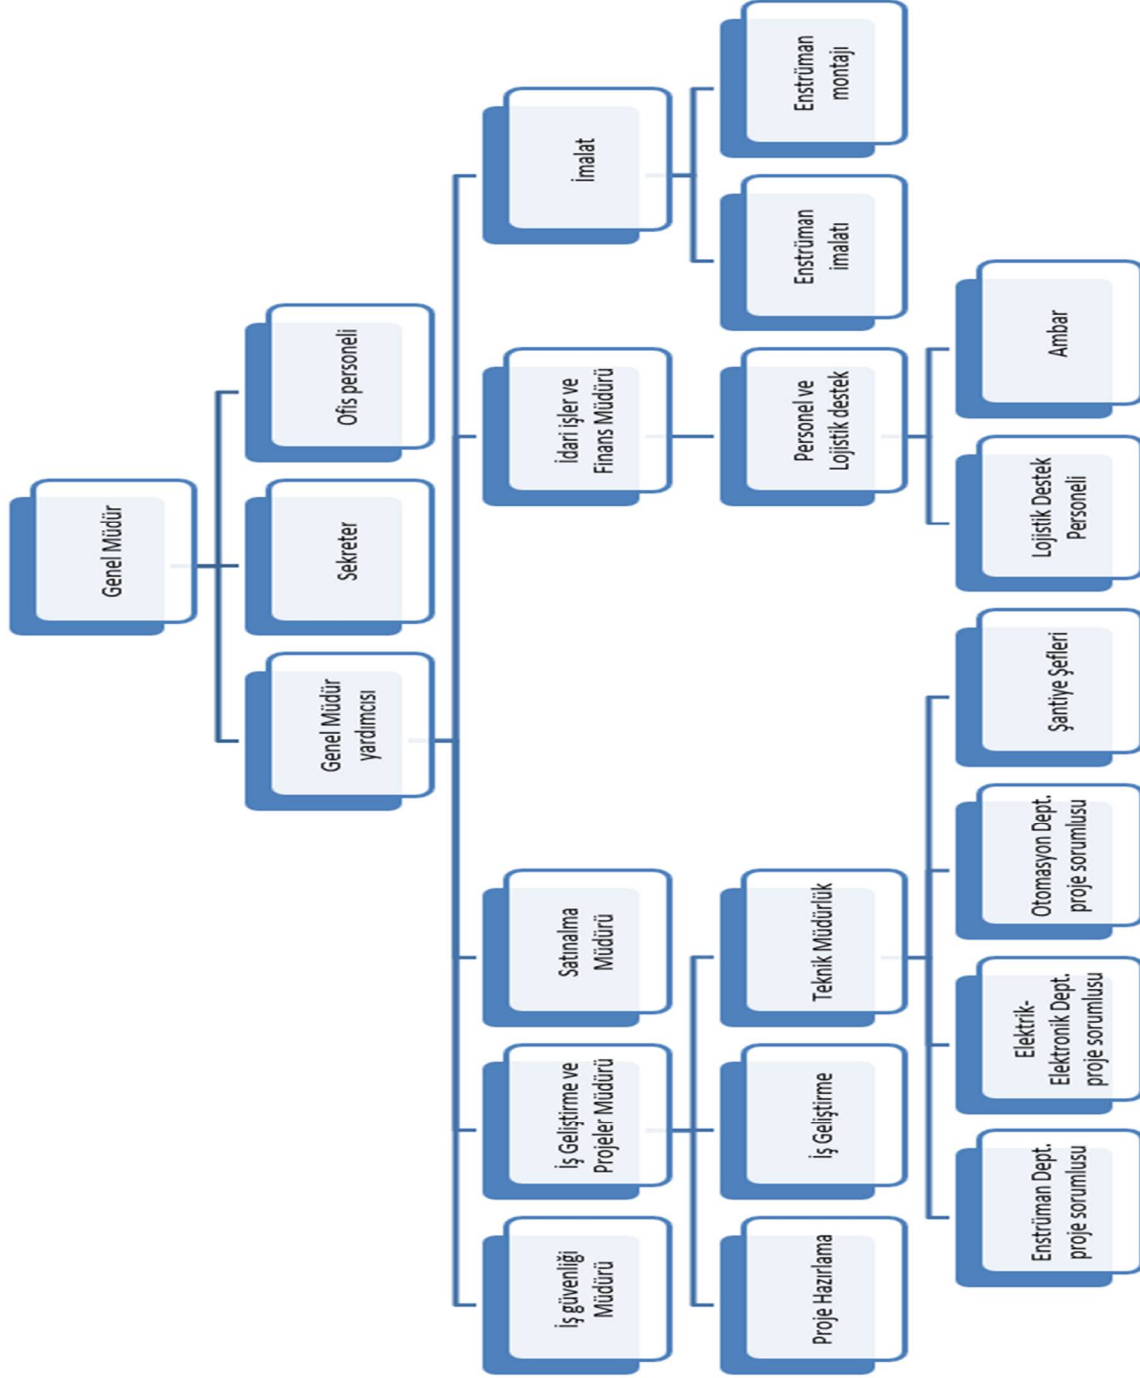 Genel Müdür
Genel Müdür
yardımcısı
Sekreter
Ofis personeli
İş güvenliği
Müdürü
İş Geliştirme ve
Projeler Müdürü
Satınalma
Müdürü
İdari işler ve
Finans Müdürü
İmalat
Proje Hazırlama
İş Geliştirme
Teknik Müdürlük
Personel ve
Lojistik destek
Enstrüman
imalatı
Enstrüman
montajı
Enstrüman Dept.
proje sorumlusu
Elektrik-
Elektronik Dept.
proje sorumlusu
Otomasyon Dept.
proje sorumlusu
Şantiye Şefleri
Lojistik Destek
Personeli
Ambar